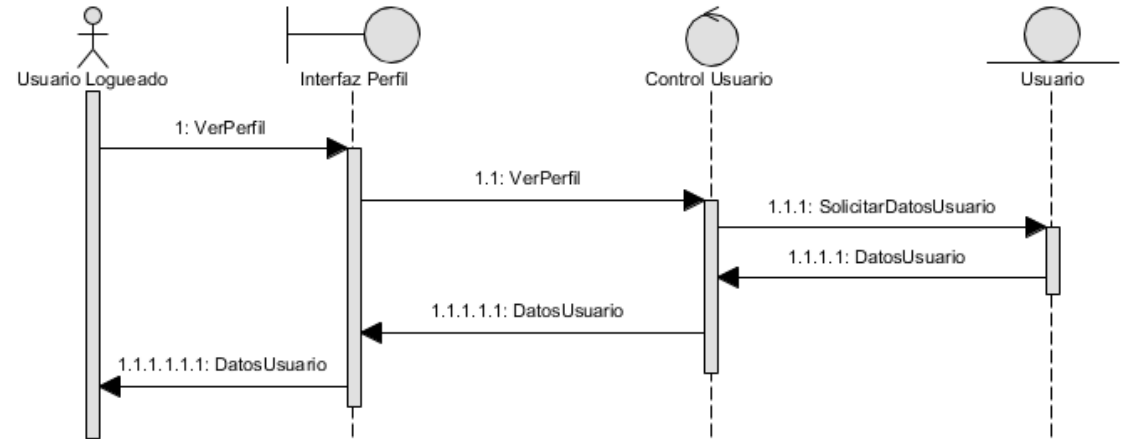 Usuario Logueado
Interfaz Perfil
Control Usuario
Usuario
1: VerPerfil
1.1: VerPerfil
1.1.1: SolicitarDatosUsuario
1.1.1.1: DatosUsuario
1.1.1.1.1: DatosUsuario
1.1.1.1.1.1: DatosUsuario